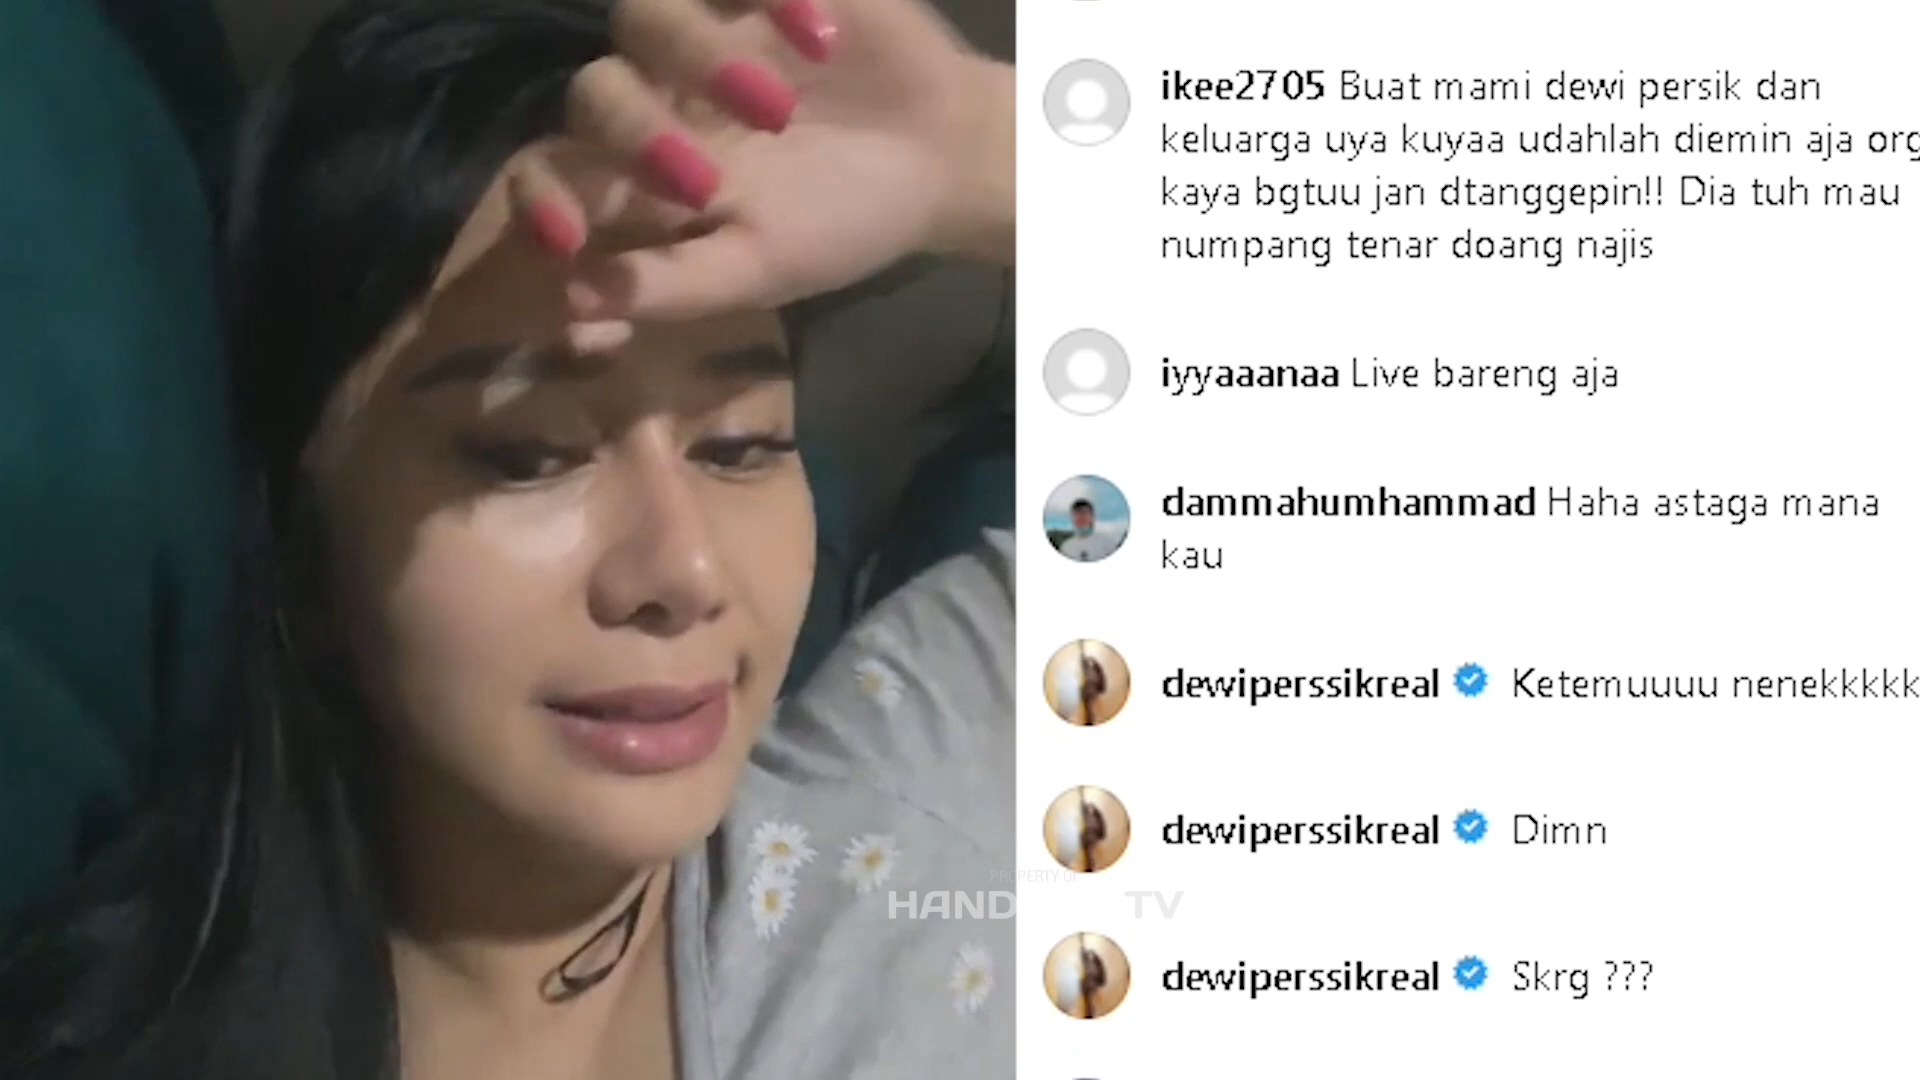 ikee2705 Buat mami dewi persik dan
keluarga uya kuyaa udahlah diemin aja org
kaya bgtuu jan dtanggepin!! Dia tuh mau
numpang tenar doang najis
iyyaaanaa Live bareng aja
dammahumhammad Haha astaga mana
kau
dewiperssikreal Ketemuuuu nenekkkkk
dewiperssikreal Dimn
PROPERTY OF
HAND TV
dewiperssikreal Skrg ???